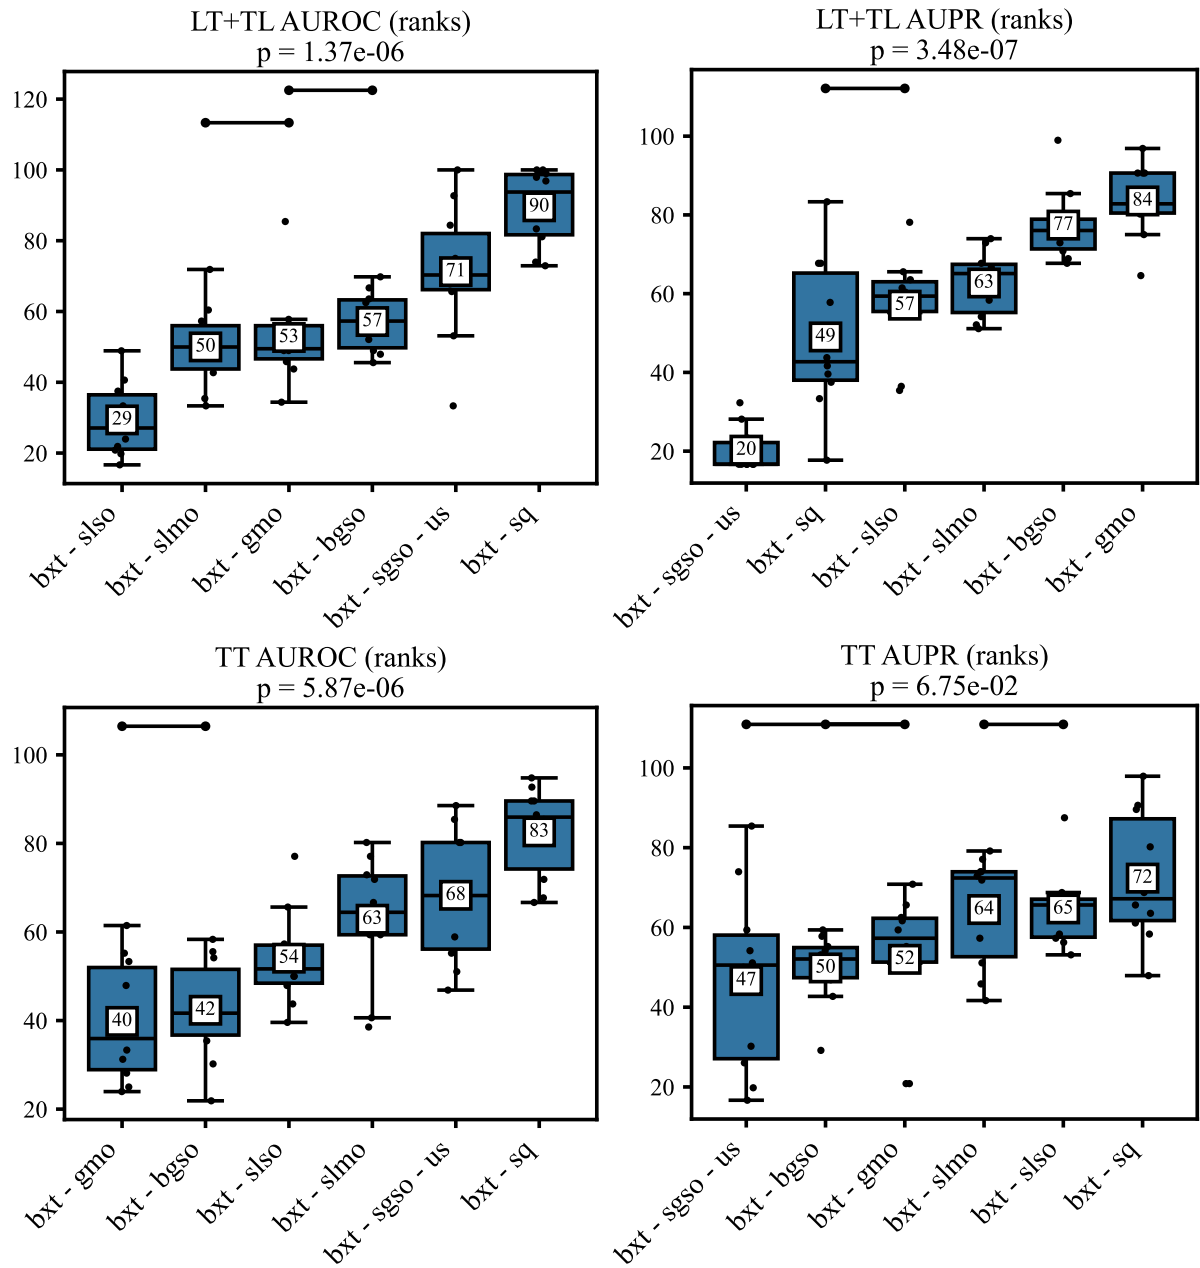 LT+TL AUROC (ranks)
p = 1.37e-06
120
100
80
60
40
20
29
50
53
57
71
90
bxt - slso
bxt - slmo
bxt - gmo
bxt - bgso
bxt - sgso - us
bxt - sq
LT+TL AUPR (ranks)
p = 3.48e-07
100
80
60
40
20
20
49
57
63
77
84
bxt - sgso - us
bxt - sq
bxt - slso
bxt - slmo
bxt - bgso
bxt - gmo
TT AUROC (ranks)
p = 5.87e-06
100
80
60
40
20
40
42
54
63
68
83
bxt - gmo
bxt - bgso
bxt - slso
bxt - slmo
bxt - sgso - us
bxt - sq
TT AUPR (ranks)
p = 6.75e-02
100
80
60
40
20
47
50
52
64
65
72
bxt - sgso - us
bxt - bgso
bxt - gmo
bxt - slmo
bxt - slso
bxt - sq